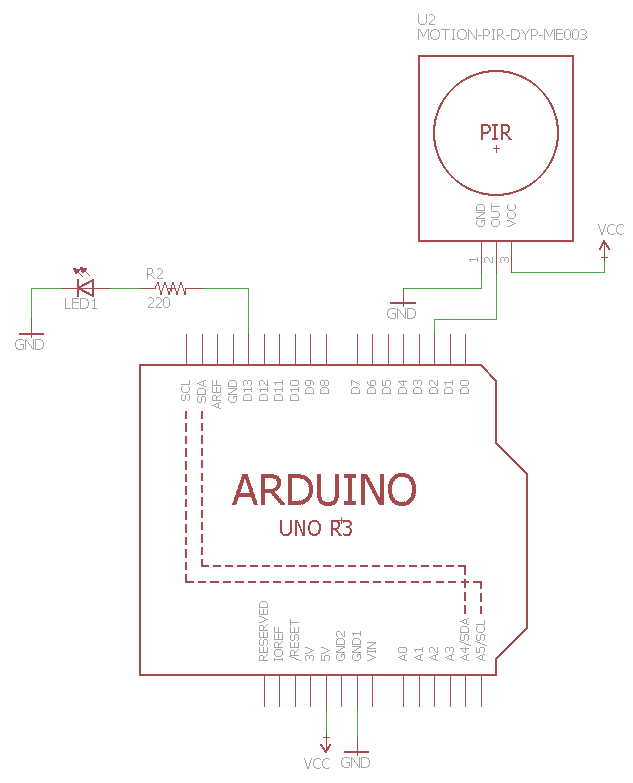 U2
MOTION-PIR-DYP-ME003
PIR
GND
OUT
VCC
1
2
3
VCC
GND
R2
220
LED1
GND
SCL
SDA
AREF
GND
D13
D12
D11
D10
D9
D8
D7
D6
D5
D4
D3
D2
D1
D0
ARDUINO
UNO R3
RESERVED
IOREF
/RESET
3V
5V
GND2
GND1
VIN
A0
A1
A2
A3
A4/SDA
A5/SCL
VCC
GND